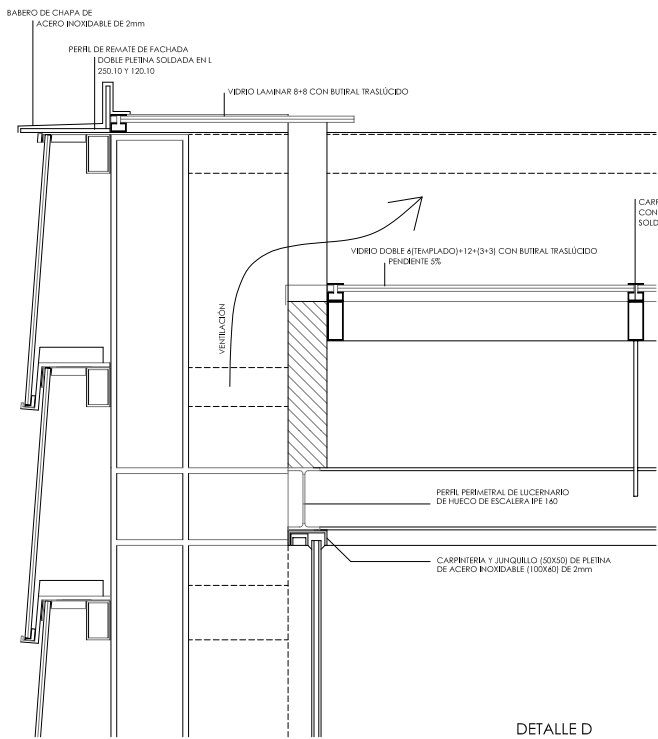 BABERO DE CHAPA DE
ACERO INOXIDABLE DE 2mm
PERFIL DE REMATE DE FACHADA
DOBLE PLETINA SOLDADA EN L
250.10 Y 120.10
VIDRIO LAMINAR 8+8 CON BUTIRAL TRASLÚCIDO
VIDRIO DOBLE 6(TEMPLADO)+12+(3+3) CON BUTIRAL TRASLÚCIDO
PENDIENTE 5%
CON
VENTILACIÓN
PERFIL PERIMETRAL DE LUCERNARIO
DE HUECO DE ESCALERA IPE 160
CARPINTERIA Y JUNQUILLO (50X50) DE PLETINA
DE ACERO INOXIDABLE (100X60) DE 2mm
DETALLE D